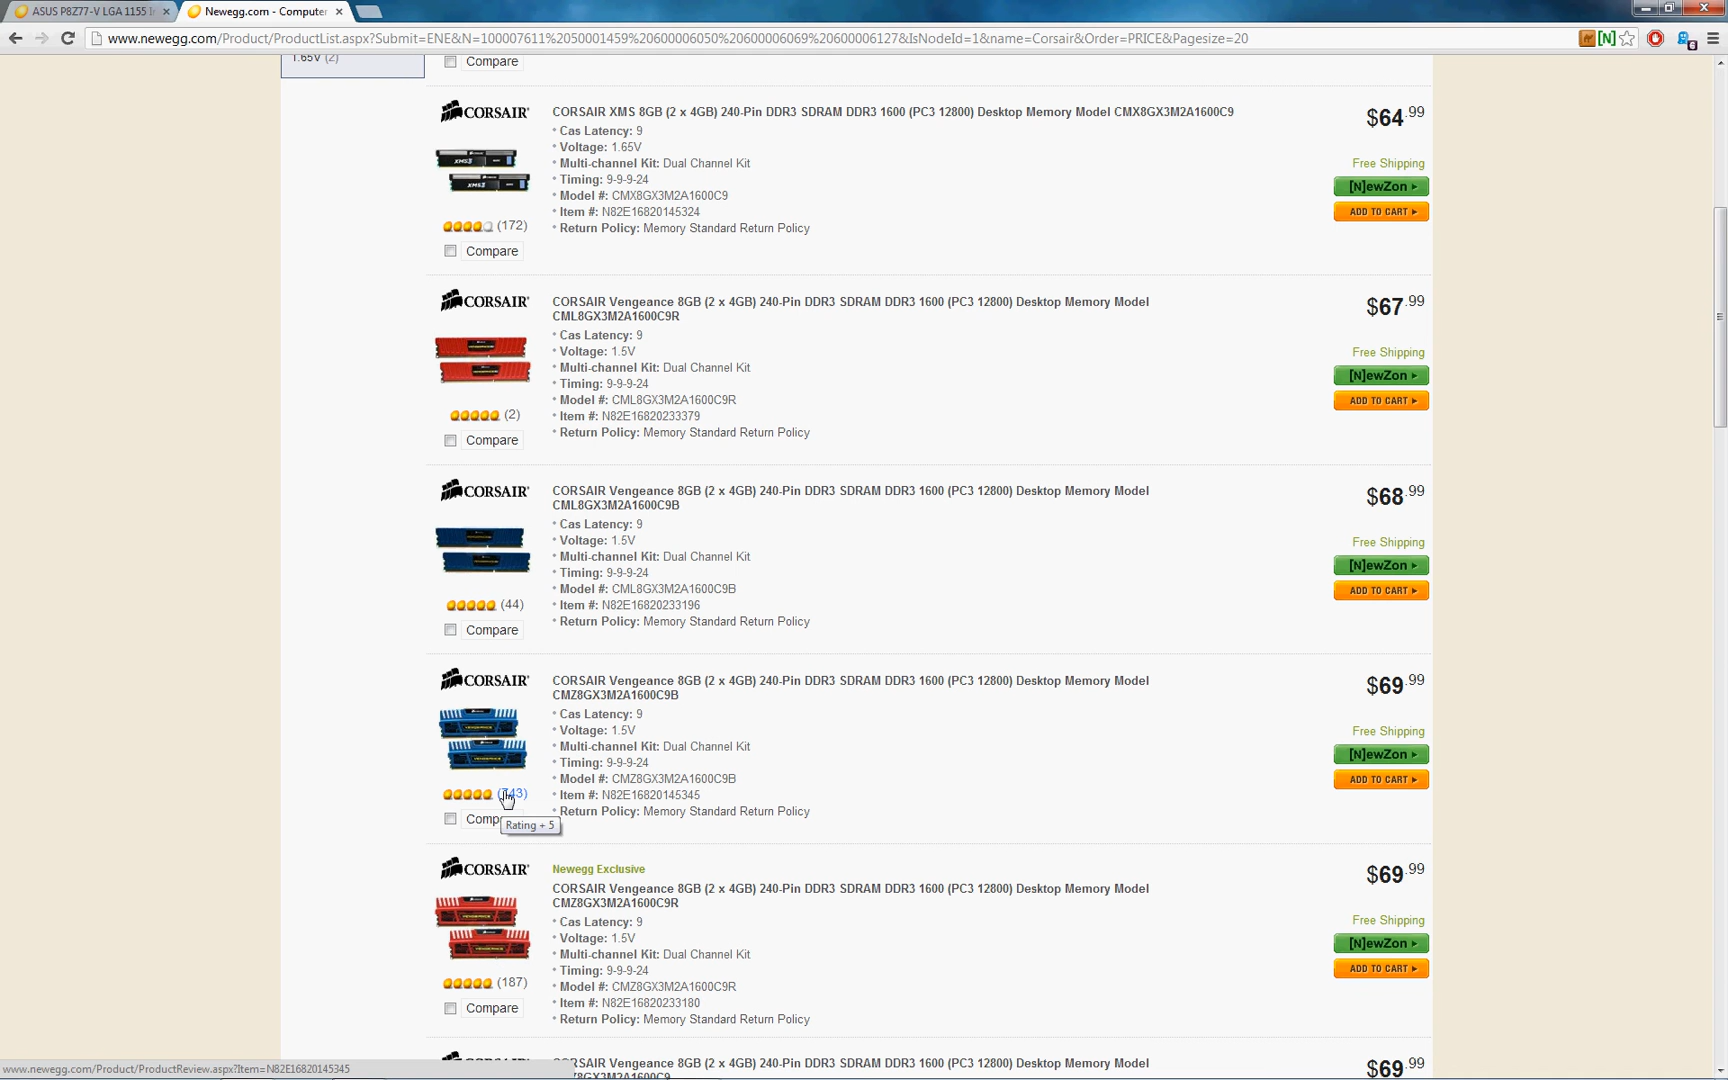 ASUS P8Z77-V LGA 1155 I
Newegg.com - Computer
www.newegg.com/Product/ProductList.aspx?Submit=ENE&N=100007611%2050001459%20600006050%20600006069%20600006127&IsNodeId=1&name=Corsair&Order=PRICE&Pagesize=20
1.65V (2)
Compare
CORSAIR
CORSAIR XMS 8GB (2 x 4GB) 240-Pin DDR3 SDRAM DDR3 1600 (PC3 12800) Desktop Memory Model CMX8GX3M2A1600C9
Cas Latency: 9
Voltage: 1.65V
Multi-channel Kit: Dual Channel Kit
Timing: 9-9-9-24
Model #: CMX8GX3M2A1600C9
Item #: N82E16820145324
Return Policy: Memory Standard Return Policy
(172)
Compare
$64.99
Free Shipping
[N]ewZon
ADD TO CART
CORSAIR
CORSAIR Vengeance 8GB (2 x 4GB) 240-Pin DDR3 SDRAM DDR3 1600 (PC3 12800) Desktop Memory Model
CML8GX3M2A1600C9R
Cas Latency: 9
Voltage: 1.5V
Multi-channel Kit: Dual Channel Kit
Timing: 9-9-9-24
Model #: CML8GX3M2A1600C9R
Item #: N82E16820233379
Return Policy: Memory Standard Return Policy
(2)
Compare
$67.99
Free Shipping
[N]ewZon
ADD TO CART
CORSAIR
CORSAIR Vengeance 8GB (2 x 4GB) 240-Pin DDR3 SDRAM DDR3 1600 (PC3 12800) Desktop Memory Model
CML8GX3M2A1600C9B
Cas Latency: 9
Voltage: 1.5V
Multi-channel Kit: Dual Channel Kit
Timing: 9-9-9-24
Model #: CML8GX3M2A1600C9B
Item #: N82E16820233196
Return Policy: Memory Standard Return Policy
(44)
Compare
$68.99
Free Shipping
[N]ewZon
ADD TO CART
CORSAIR
CORSAIR Vengeance 8GB (2 x 4GB) 240-Pin DDR3 SDRAM DDR3 1600 (PC3 12800) Desktop Memory Model
CMZ8GX3M2A1600C9B
Cas Latency: 9
Voltage: 1.5V
Multi-channel Kit: Dual Channel Kit
Timing: 9-9-9-24
Model #: CMZ8GX3M2A1600C9B
Item #: N82E16820145345
Return Policy: Memory Standard Return Policy
(743)
Comp
Rating + 5
$69.99
Free Shipping
[N]ewZon
ADD TO CART
CORSAIR
Newegg Exclusive
CORSAIR Vengeance 8GB (2 x 4GB) 240-Pin DDR3 SDRAM DDR3 1600 (PC3 12800) Desktop Memory Model
CMZ8GX3M2A1600C9R
Cas Latency: 9
Voltage: 1.5V
Multi-channel Kit: Dual Channel Kit
Timing: 9-9-9-24
Model #: CMZ8GX3M2A1600C9R
Item #: N82E16820233180
Return Policy: Memory Standard Return Policy
(187)
Compare
$69.99
Free Shipping
[N]ewZon
ADD TO CART
RSAIR Vengeance 8GB (2 x 4GB) 240-Pin DDR3 SDRAM DDR3 1600 (PC3 12800) Desktop Memory Model
$69.99
www.newegg.com/Product/ProductReview.aspx?Item=N82E16820145345